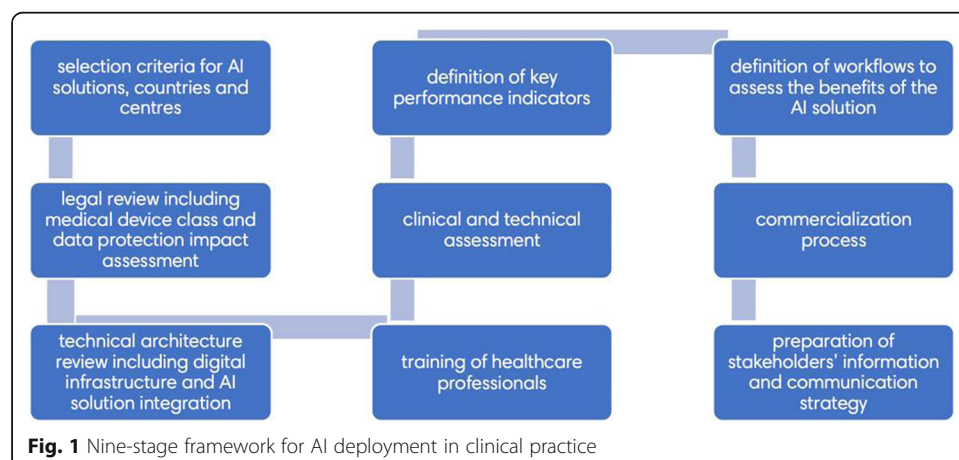 selection criteria for AI
solutions, countries and
centres
legal review including
medical device class and
data protection impact
assessment
technical architecture
review including digital
infrastructure and AI
solution integration
training of healthcare
professionals
clinical and technical
assessment
definition of key
performance indicators
definition of workflows to
assess the benefits of the
AI solution
commercialization
process
preparation of
stakeholders' information
and communication
strategy
Fig. 1 Nine-stage framework for AI deployment in clinical practice